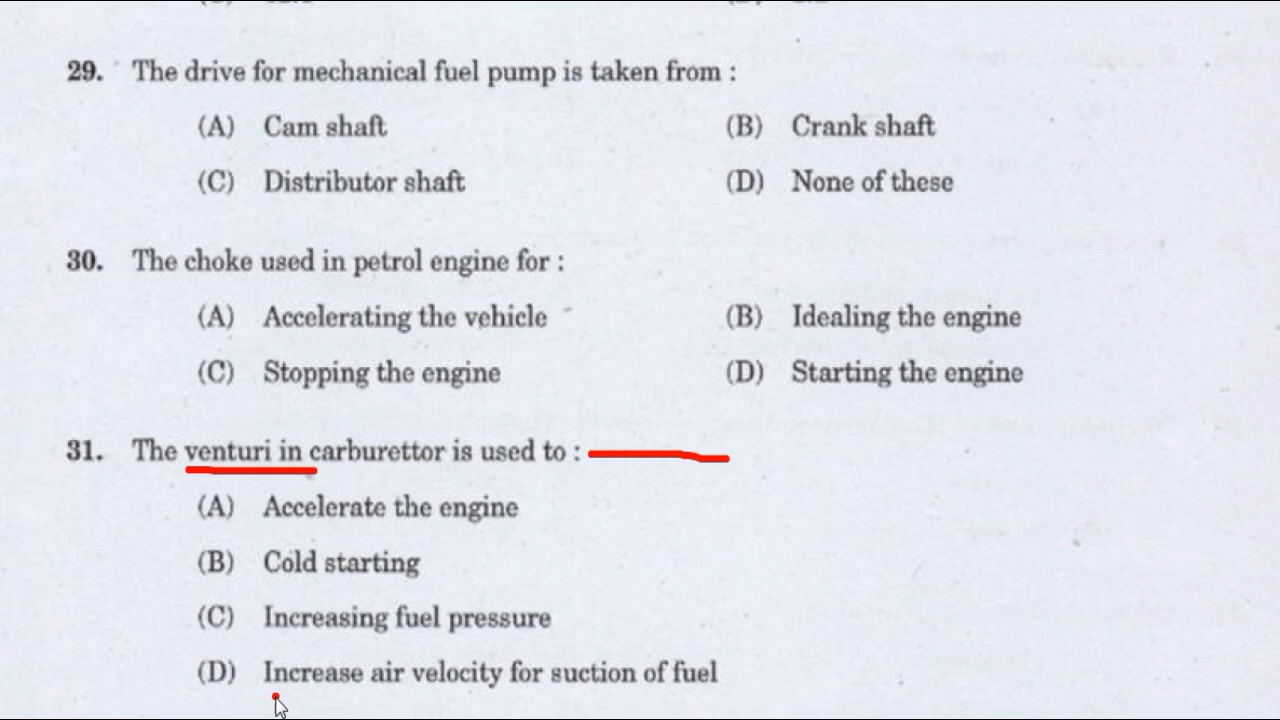 29. The drive for mechanical fuel pump is taken from :
(A) Cam shaft (B) Crank shaft
(C) Distributor shaft (D) None of these
30. The choke used in petrol engine for :
(A) Accelerating the vehicle (B) Idealing the engine
(C) Stopping the engine (D) Starting the engine
31. The venturi in carburettor is used to :
(A) Accelerate the engine
(B) Cold starting
(C) Increasing fuel pressure
(D) Increase air velocity for suction of fuel